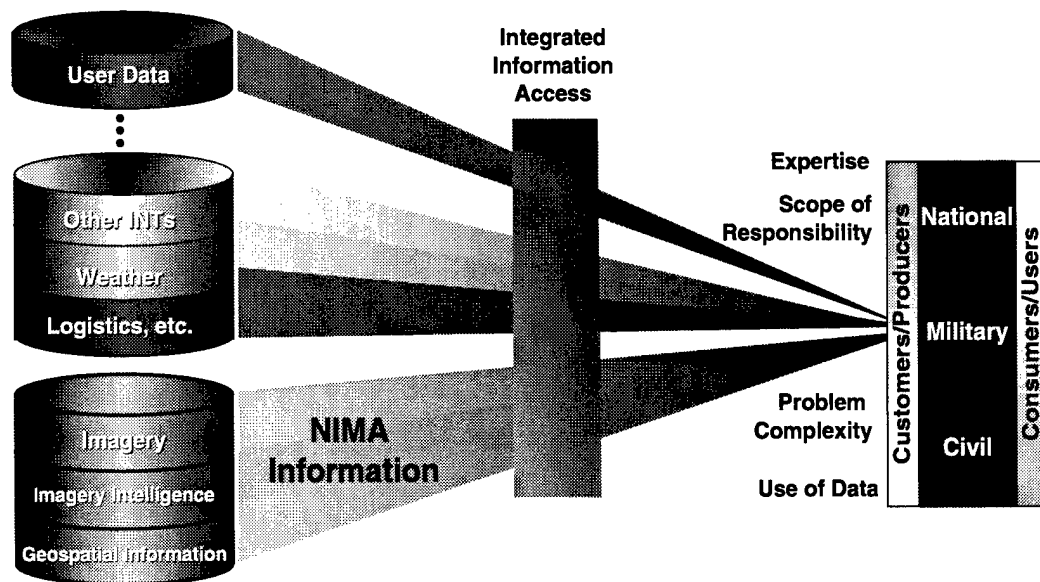 User Data
Other INTs
Weather
Logistics, etc.
Imagery
Imagery Intelligence
Geospatial Information
NIMA
Information
Integrated
Information
Access
Expertise
Scope of
Responsibility
Problem
Complexity
Use of Data
Customers/Producers
National
Military
Civil
Consumers/Users